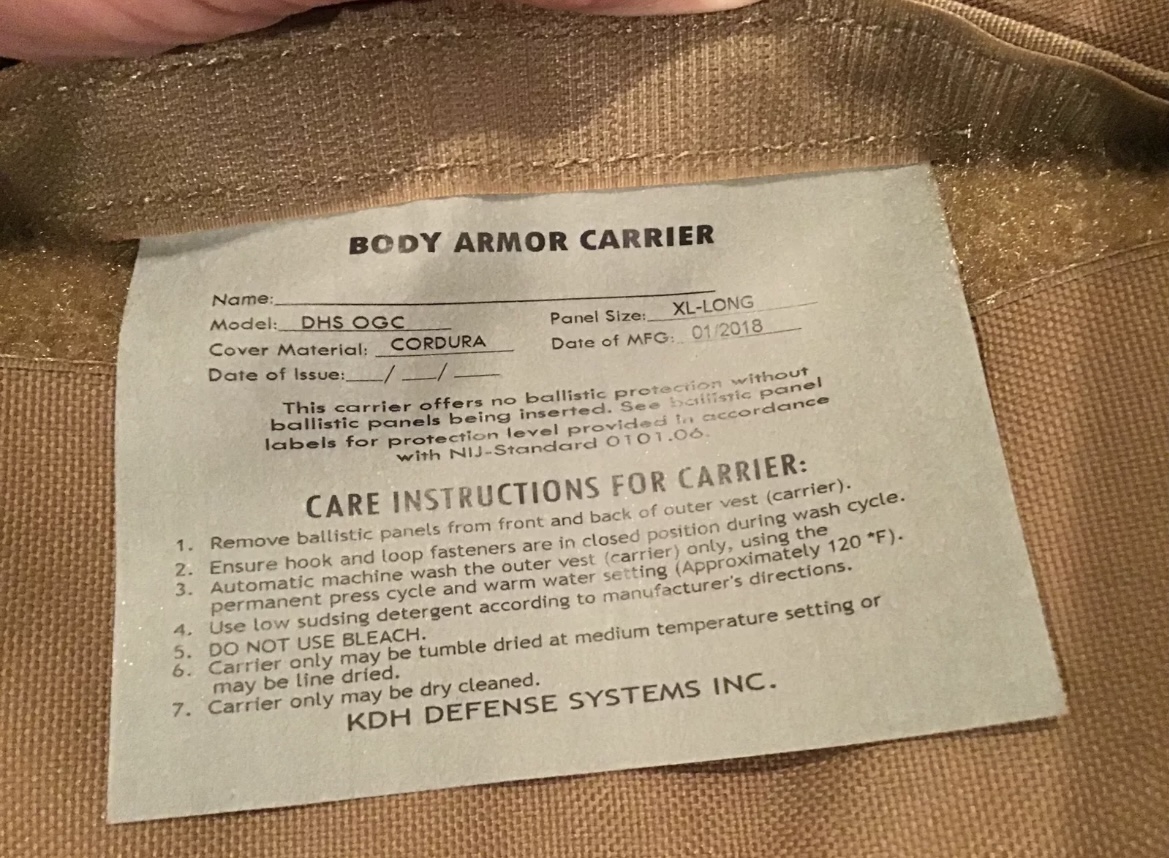 BODY ARMOR CARRIER
Name:
Model: DHS OGC Panel Size: XL-LONG
Cover Material: CORDURA Date of MFG: 01/2018
Date of Issue: / /
This carrier offers no ballistic protection without
ballistic panels being inserted. See ballistic panel
labels for protection level provided in accordance
with NIJ-Standard 0101.06.
CARE INSTRUCTIONS FOR CARRIER:
1. Remove ballistic panels from front and back of outer vest (carrier).
2. Ensure hook and loop fasteners are in closed position during wash cycle.
3. Automatic machine wash the outer vest (carrier) only, using the
permanent press cycle and warm water setting (Approximately 120 °F).
4. Use low sudsing detergent according to manufacturer's directions.
5. DO NOT USE BLEACH.
6. Carrier only may be tumble dried at medium temperature setting or
may be line dried.
7. Carrier only may be dry cleaned.
KDH DEFENSE SYSTEMS INC.